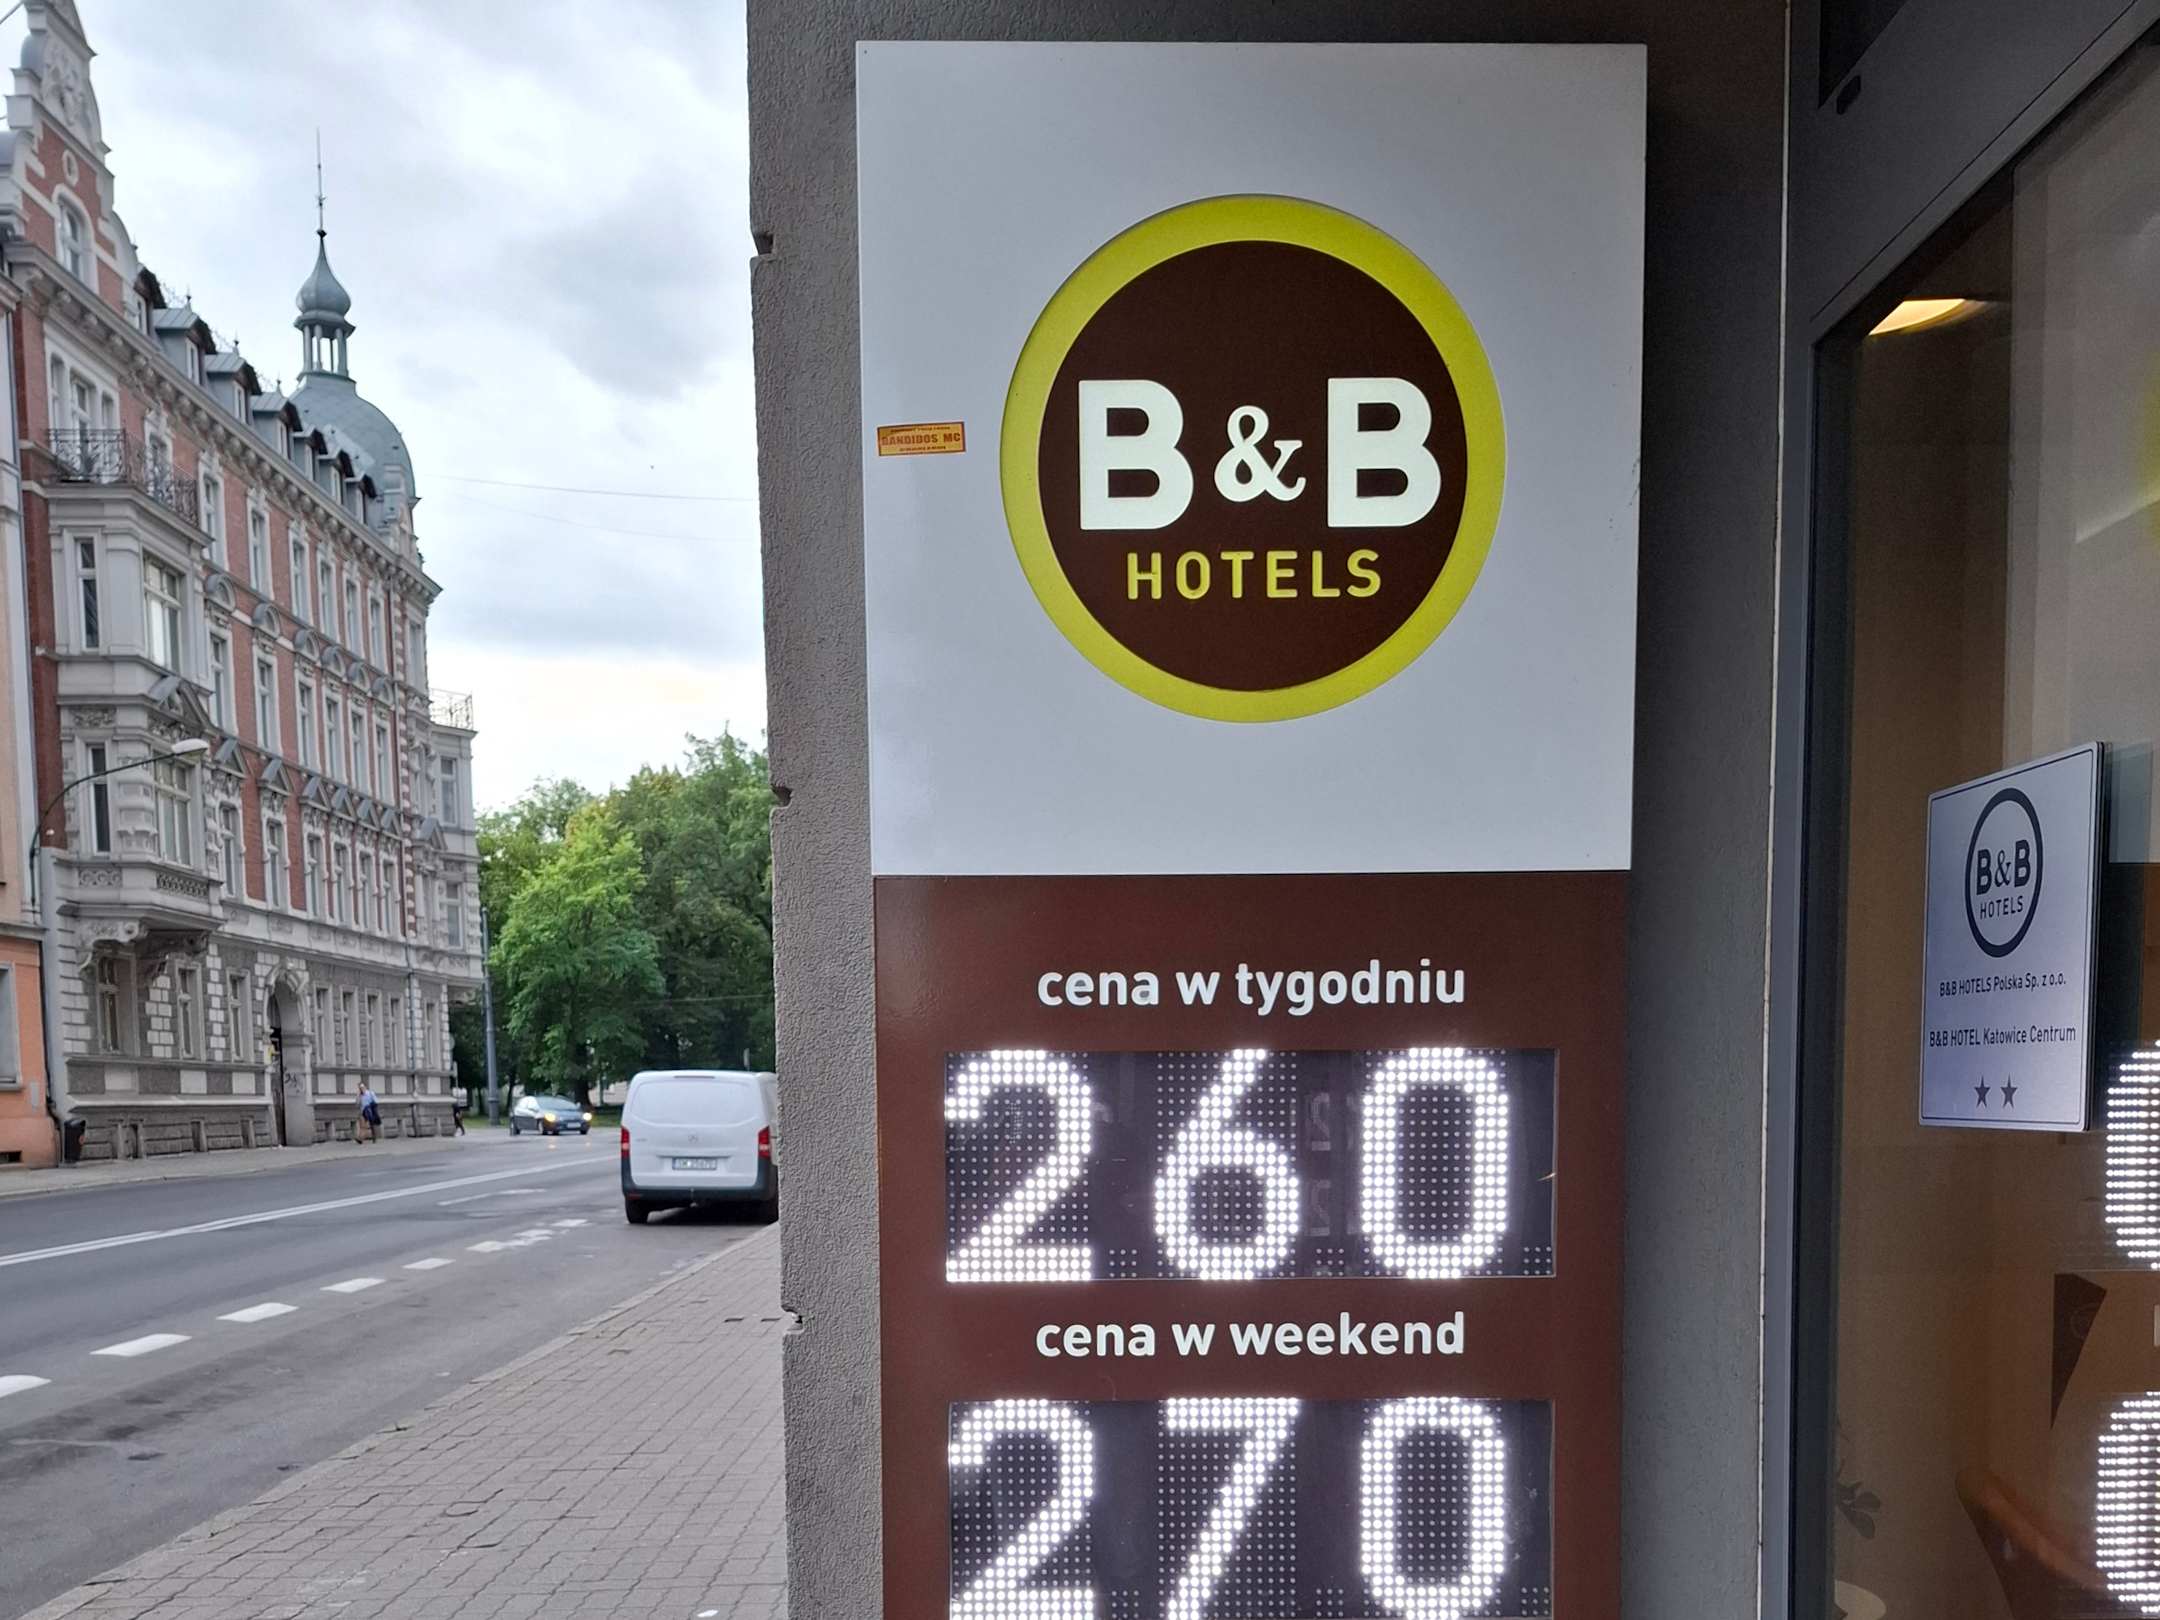 B&B
HOTELS
BANDIDOS MC
cena w tygodniu
260
cena w weekend
270
B&B
HOTELS
B&B HOTELS Polska Sp. z o.o.
B&B HOTEL Katowice Centrum